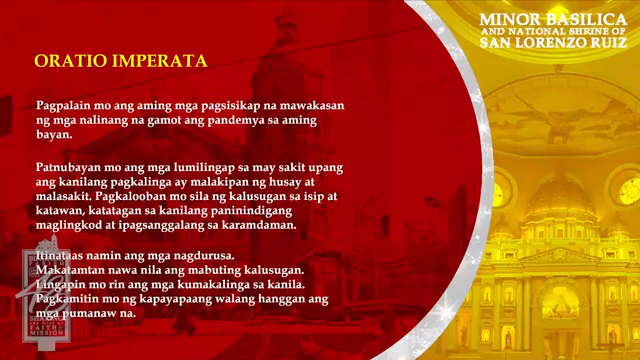 MINOR BASILICA
AND NATIONAL SHRINE OF
SAN LORENZO RUIZ
ORATIO IMPERATA
Pagpalain mo ang aming mga pagsisikap na mawakasan
ng mga nalinang na gamot ang pandemya sa aming
bayan.
Patnubayan mo ang mga lumilingap sa may sakit upang
ang kanilang pagkalinga ay malakipan ng husay at
malasakit. Pagkalooban mo sila ng kalusugan sa isip at
katawan, katatagan sa kanilang paninindigang
maglingkod at ipagsanggalang sa karamdaman.
Itinataas namin ang mga nagdurusa.
Makatamtan nawa nila ang mabuting kalusugan.
Lingapin mo rin ang mga kumakalinga sa kanila.
Pagkamitin mo ng kapayapaang walang hanggan ang
mga pumanaw na.
FAITH
MISSION